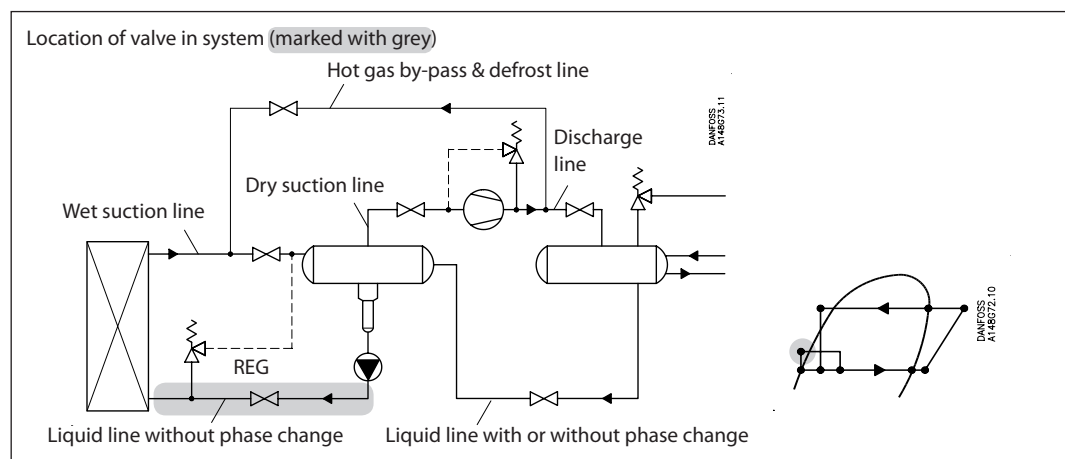 Location of valve in system (marked with grey)
Hot gas by-pass & defrost line
DANFOSS
A148G73.11
Discharge
line
Dry suction line
Wet suction line
DANFOSS
A148G72.10
REG
Liquid line without phase change
Liquid line with or without phase change